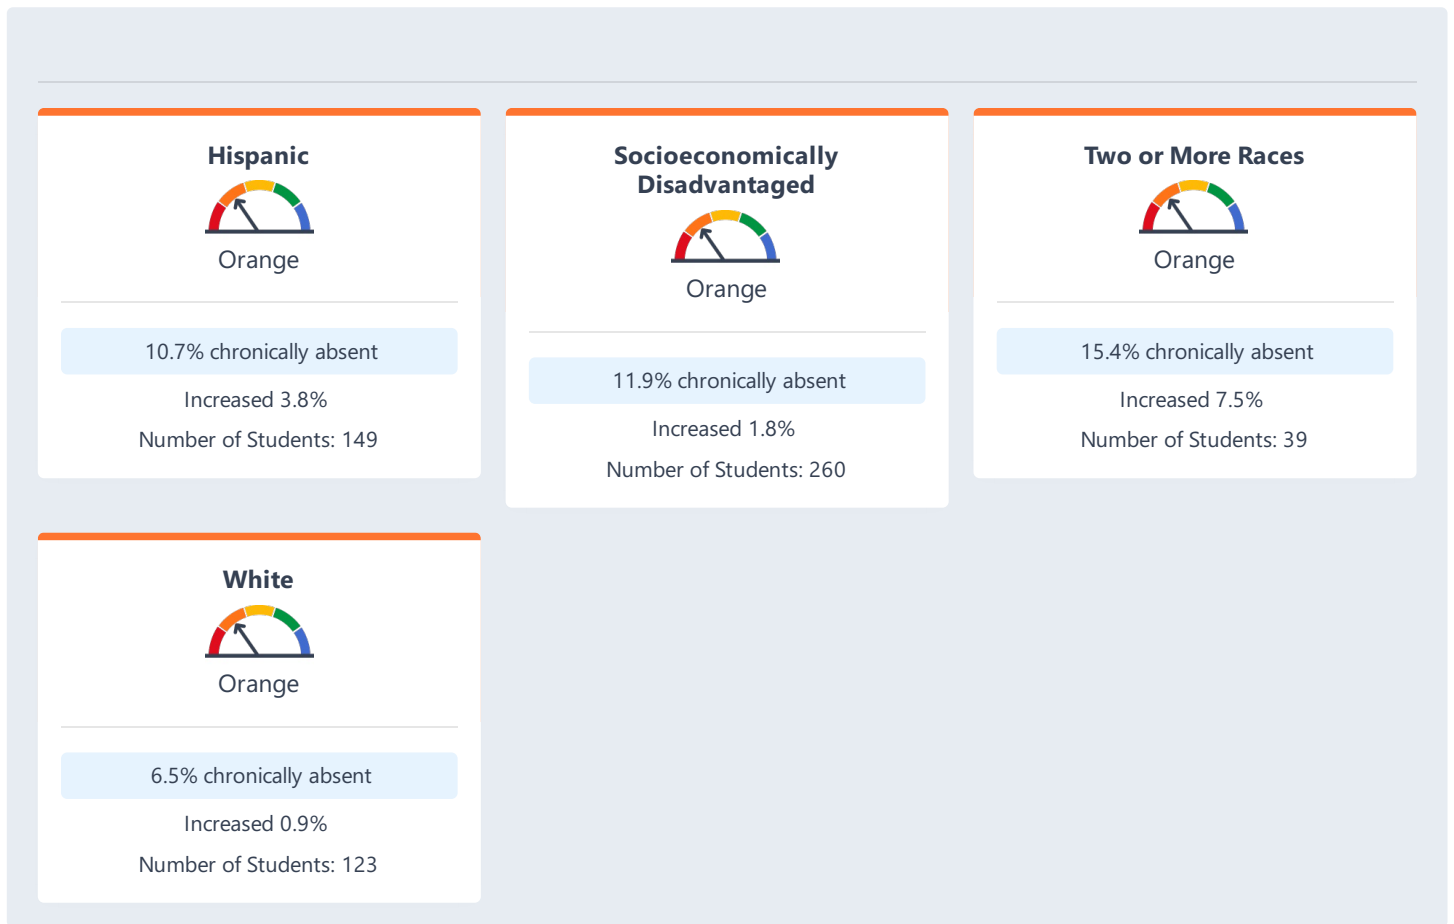 Hispanic
Orange
10.7% chronically absent
Increased 3.8%
Number of Students: 149
Socioeconomically
Disadvantaged
Orange
11.9% chronically absent
Increased 1.8%
Number of Students: 260
Two or More Races
Orange
15.4% chronically absent
Increased 7.5%
Number of Students: 39
White
Orange
6.5% chronically absent
Increased 0.9%
Number of Students: 123